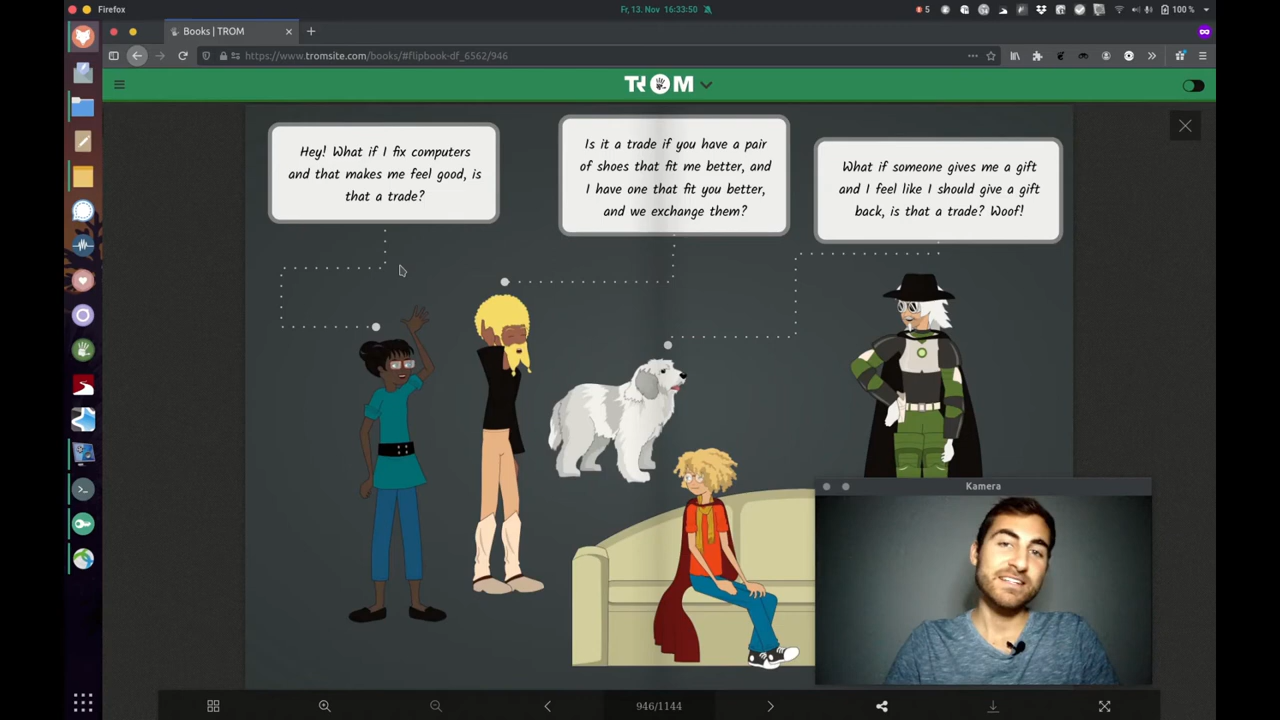 Firefox
Fr, 13. Nov 16:33:50
5
100 %
Books | TROM
https://www.tromsite.com/books/#flipbook-df_6562/946
TROM
Hey! What if I fix computers
and that makes me feel good, is
that a trade?
Is it a trade if you have a pair
of shoes that fit me better, and
I have one that fit you better,
and we exchange them?
What if someone gives me a gift
and I feel like I should give a gift
back, is that a trade? Woof!
Kamera
946/1144